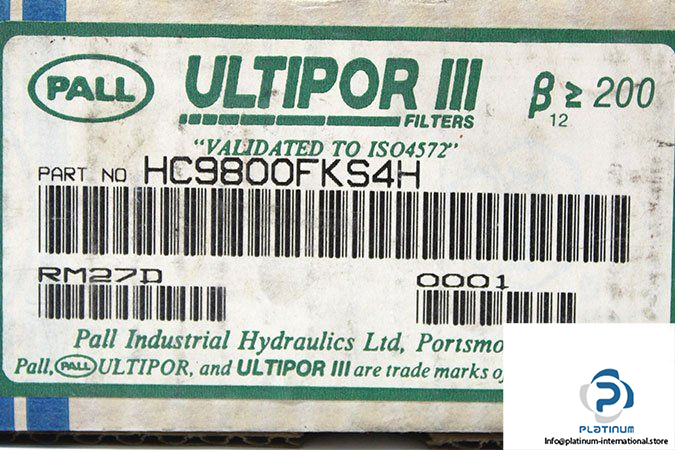 PALL ULTIPOR III β12 ≥ 200
FILTERS
"VALIDATED TO ISO4572"
PART NO HC9800FKS4H
RM27D 0001
Pall Industrial Hydraulics Ltd,
Pall, PALL ULTIPOR, and ULTIPOR III are trade marks
PLATINUM
Info@platinum-international.store